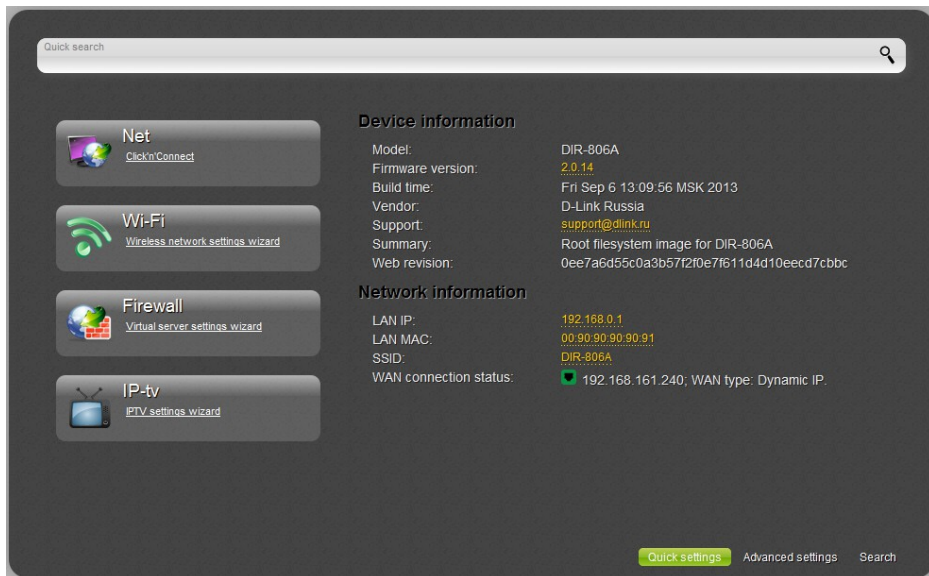 Quick search
Net
Click'n'Connect
Wi-Fi
Wireless network settings wizard
Firewall
Virtual server settings wizard
IP-tv
IPTV settings wizard
Device information
Model: DIR-806A
Firmware version: 2.0.14
Build time: Fri Sep 6 13:09:56 MSK 2013
Vendor: D-Link Russia
Support: support@dlink.ru
Summary: Root filesystem image for DIR-806A
Web revision: 0ee7a6d55c0a3b57f2f0e7f611d4d10eecd7cbbc
Network information
LAN IP: 192.168.0.1
LAN MAC: 00:90:90:90:90:91
SSID: DIR-806A
WAN connection status: 192.168.161.240; WAN type: Dynamic IP.
Quick settings Advanced settings Search